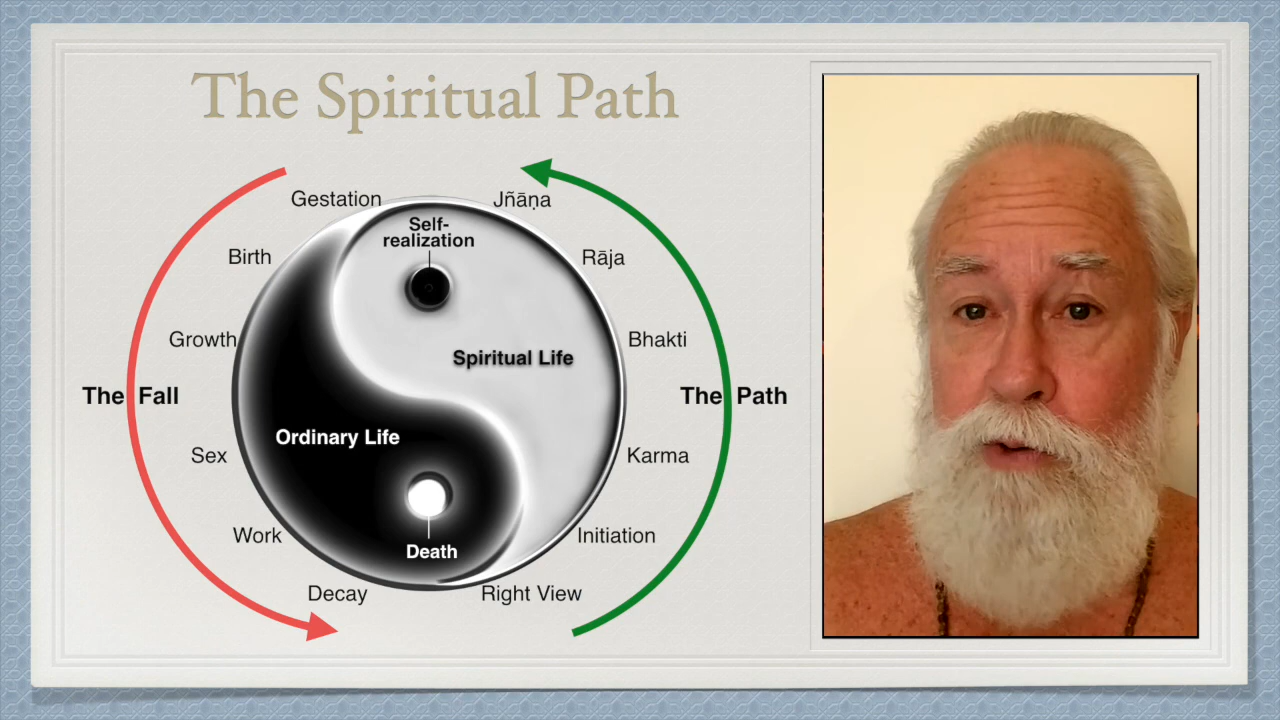 The Spiritual Path
Gestation
Jñāṇa
Self-
realization
Birth
Rāja
Growth
Bhakti
Spiritual Life
The Fall
The Path
Ordinary Life
Sex
Karma
Work
Initiation
Death
Decay
Right View